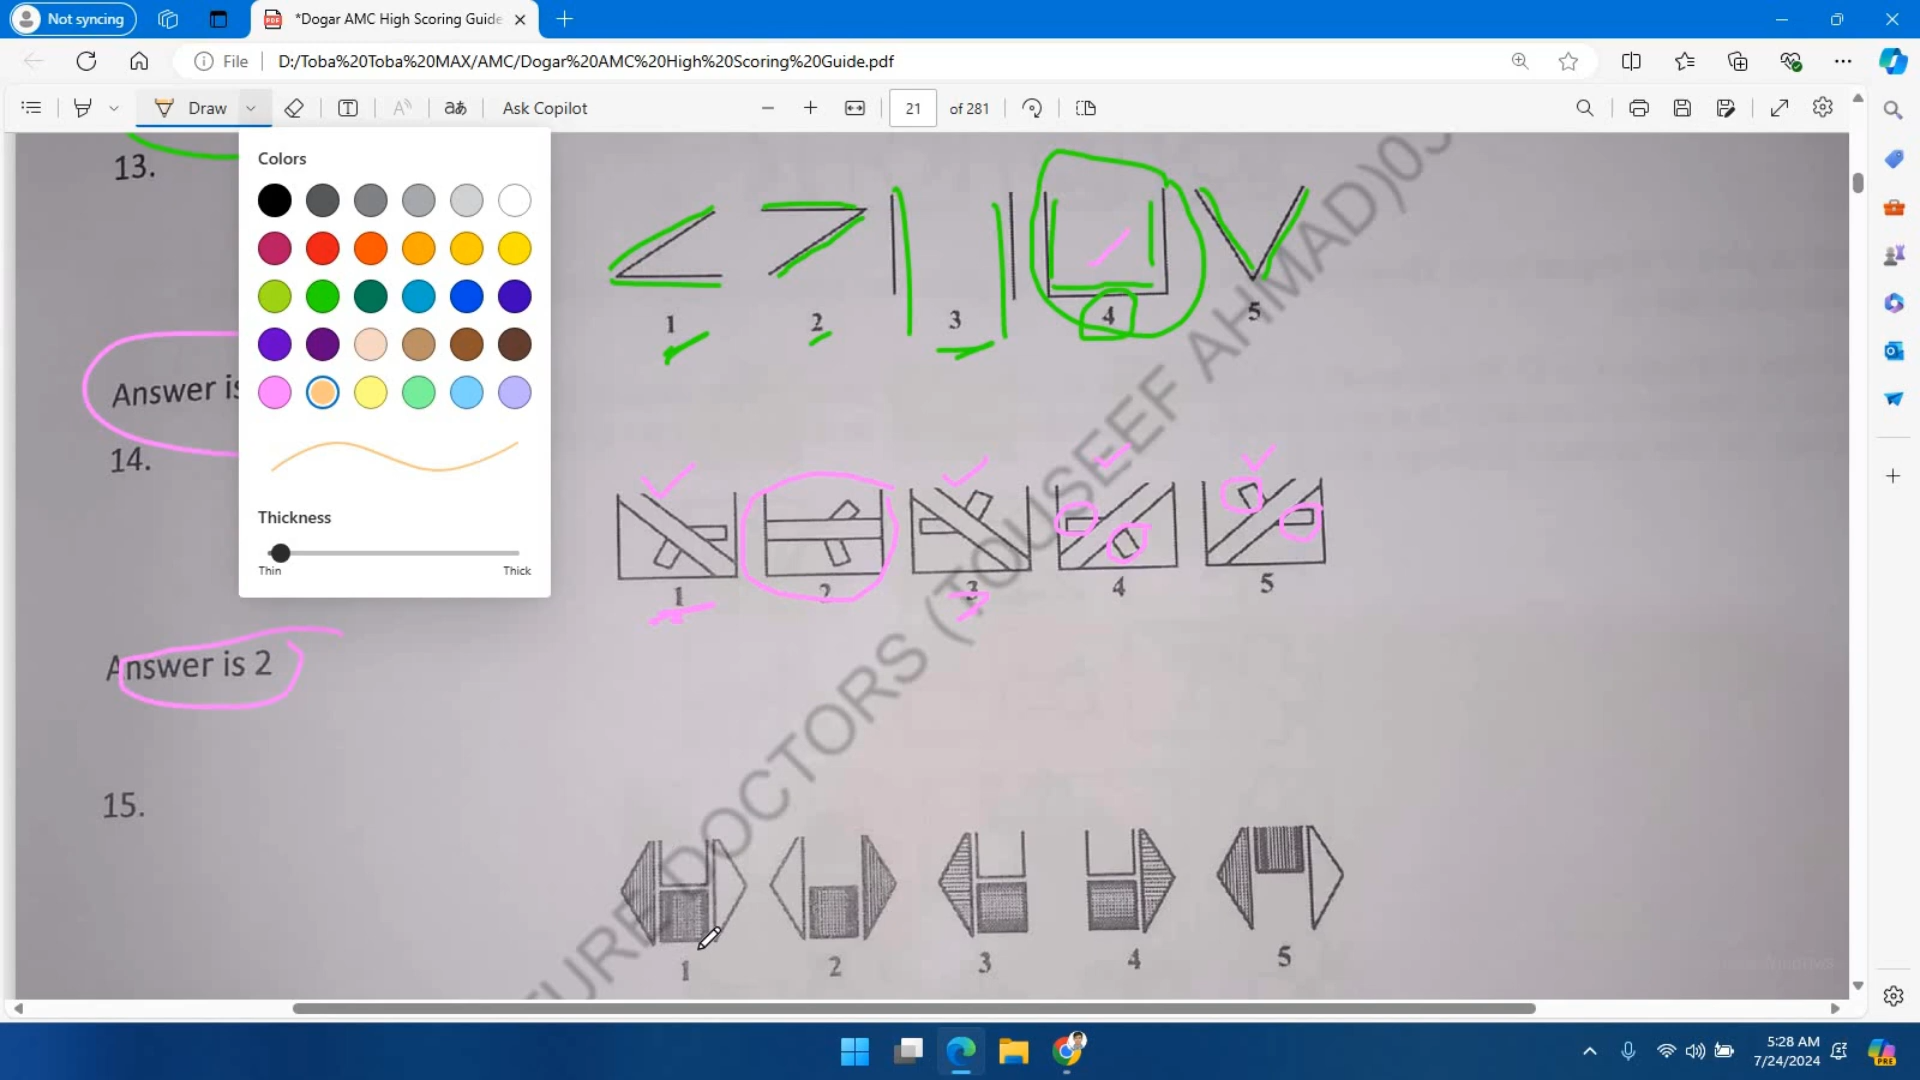 Not syncing
*Dogar AMC High Scoring Guide
File
D:/Toba%20Toba%20MAX/AMC/Dogar%20AMC%20High%20Scoring%20Guide.pdf
Draw
Ask Copilot
21 of 281
Colors
Thickness
Thin
Thick
13.
1 2 3 4 5
Answer is
14.
1 2 3 4 5
Answer is 2
15.
1 2 3 4 5
DOCTORS (TOUSEEF AHMAD)03
5:28 AM
7/24/2024
PRE